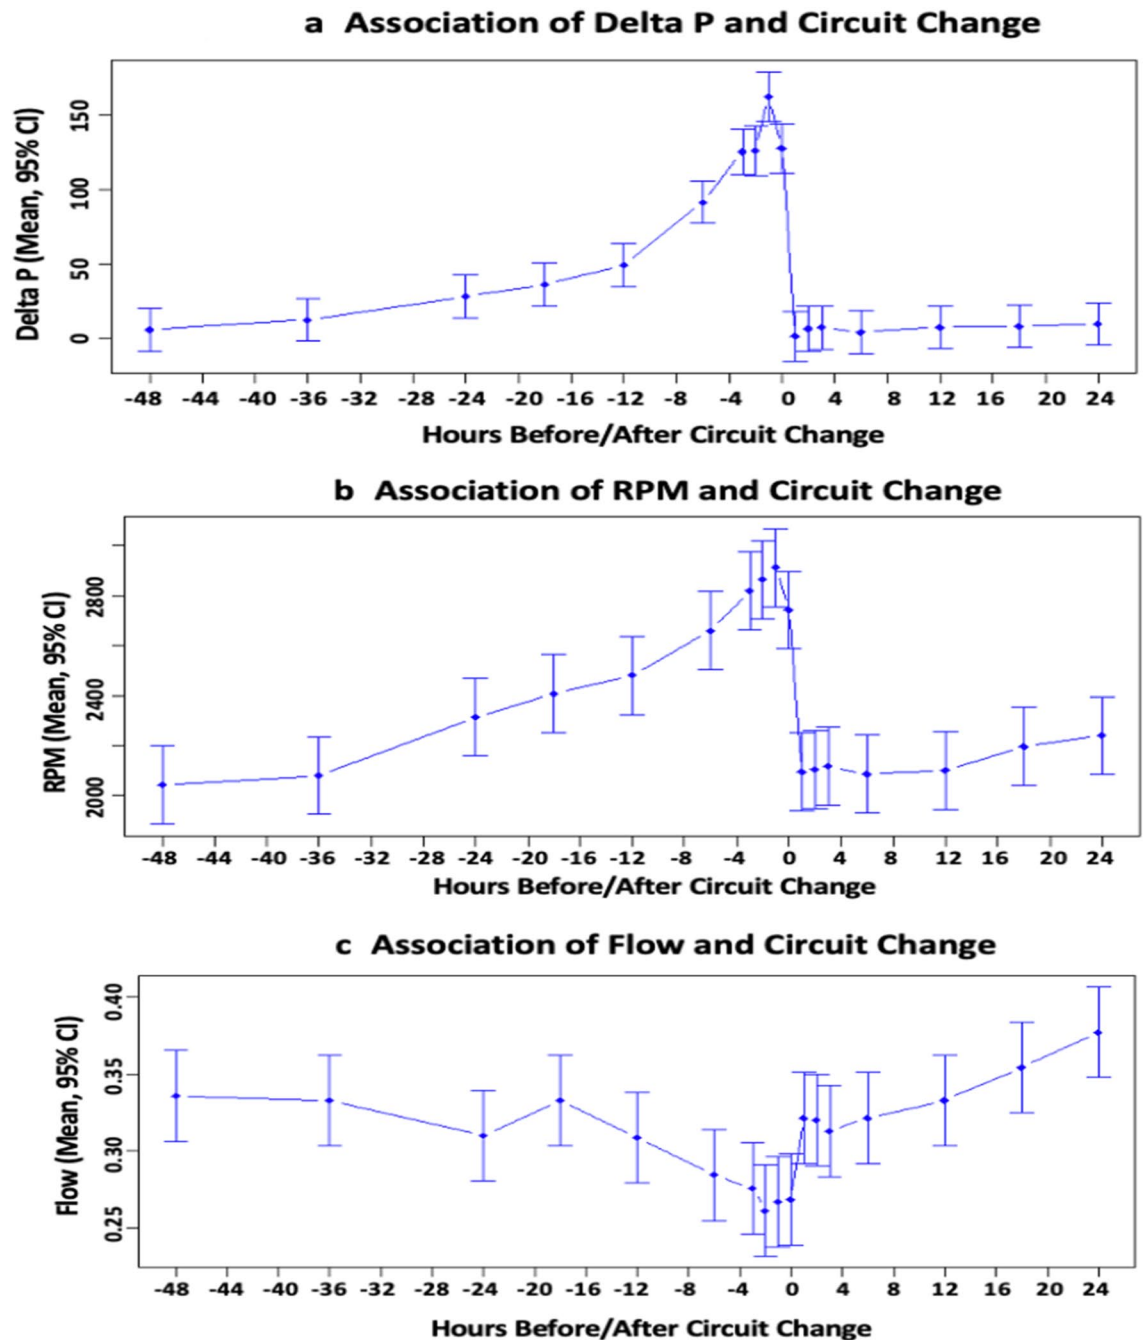 a Association of Delta P and Circuit Change
Delta P (Mean, 95% CI)
150
100
50
0
-48 -44 -40 -36 -32 -28 -24 -20 -16 -12 -8 -4 0 4 8 12 16 20 24
Hours Before/After Circuit Change
b Association of RPM and Circuit Change
RPM (Mean, 95% CI)
2800
2400
2000
-48 -44 -40 -36 -32 -28 -24 -20 -16 -12 -8 -4 0 4 8 12 16 20 24
Hours Before/After Circuit Change
c Association of Flow and Circuit Change
Flow (Mean, 95% CI)
0.40
0.35
0.30
0.25
-48 -44 -40 -36 -32 -28 -24 -20 -16 -12 -8 -4 0 4 8 12 16 20 24
Hours Before/After Circuit Change